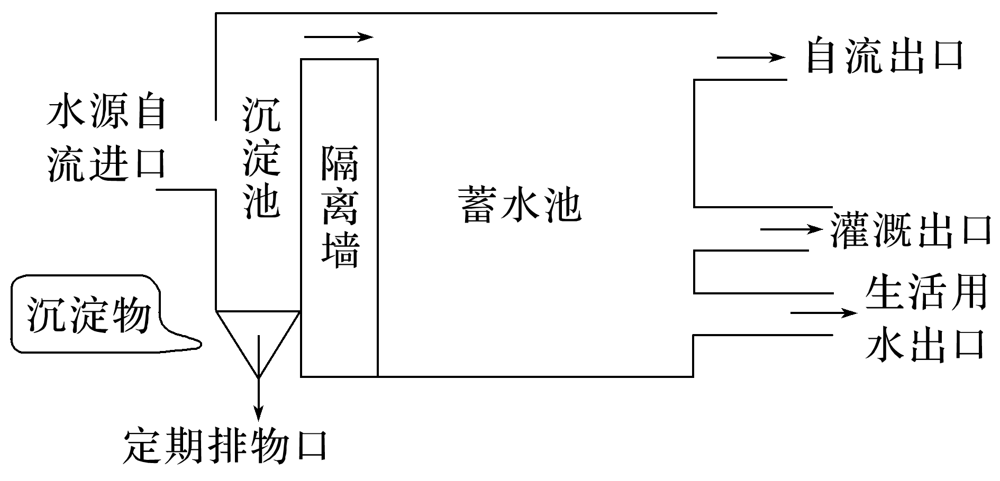 自流出口
水源自
流进口
沉淀池
隔离墙
蓄水池
灌溉出口
生活用
水出口
沉淀物
定期排物口